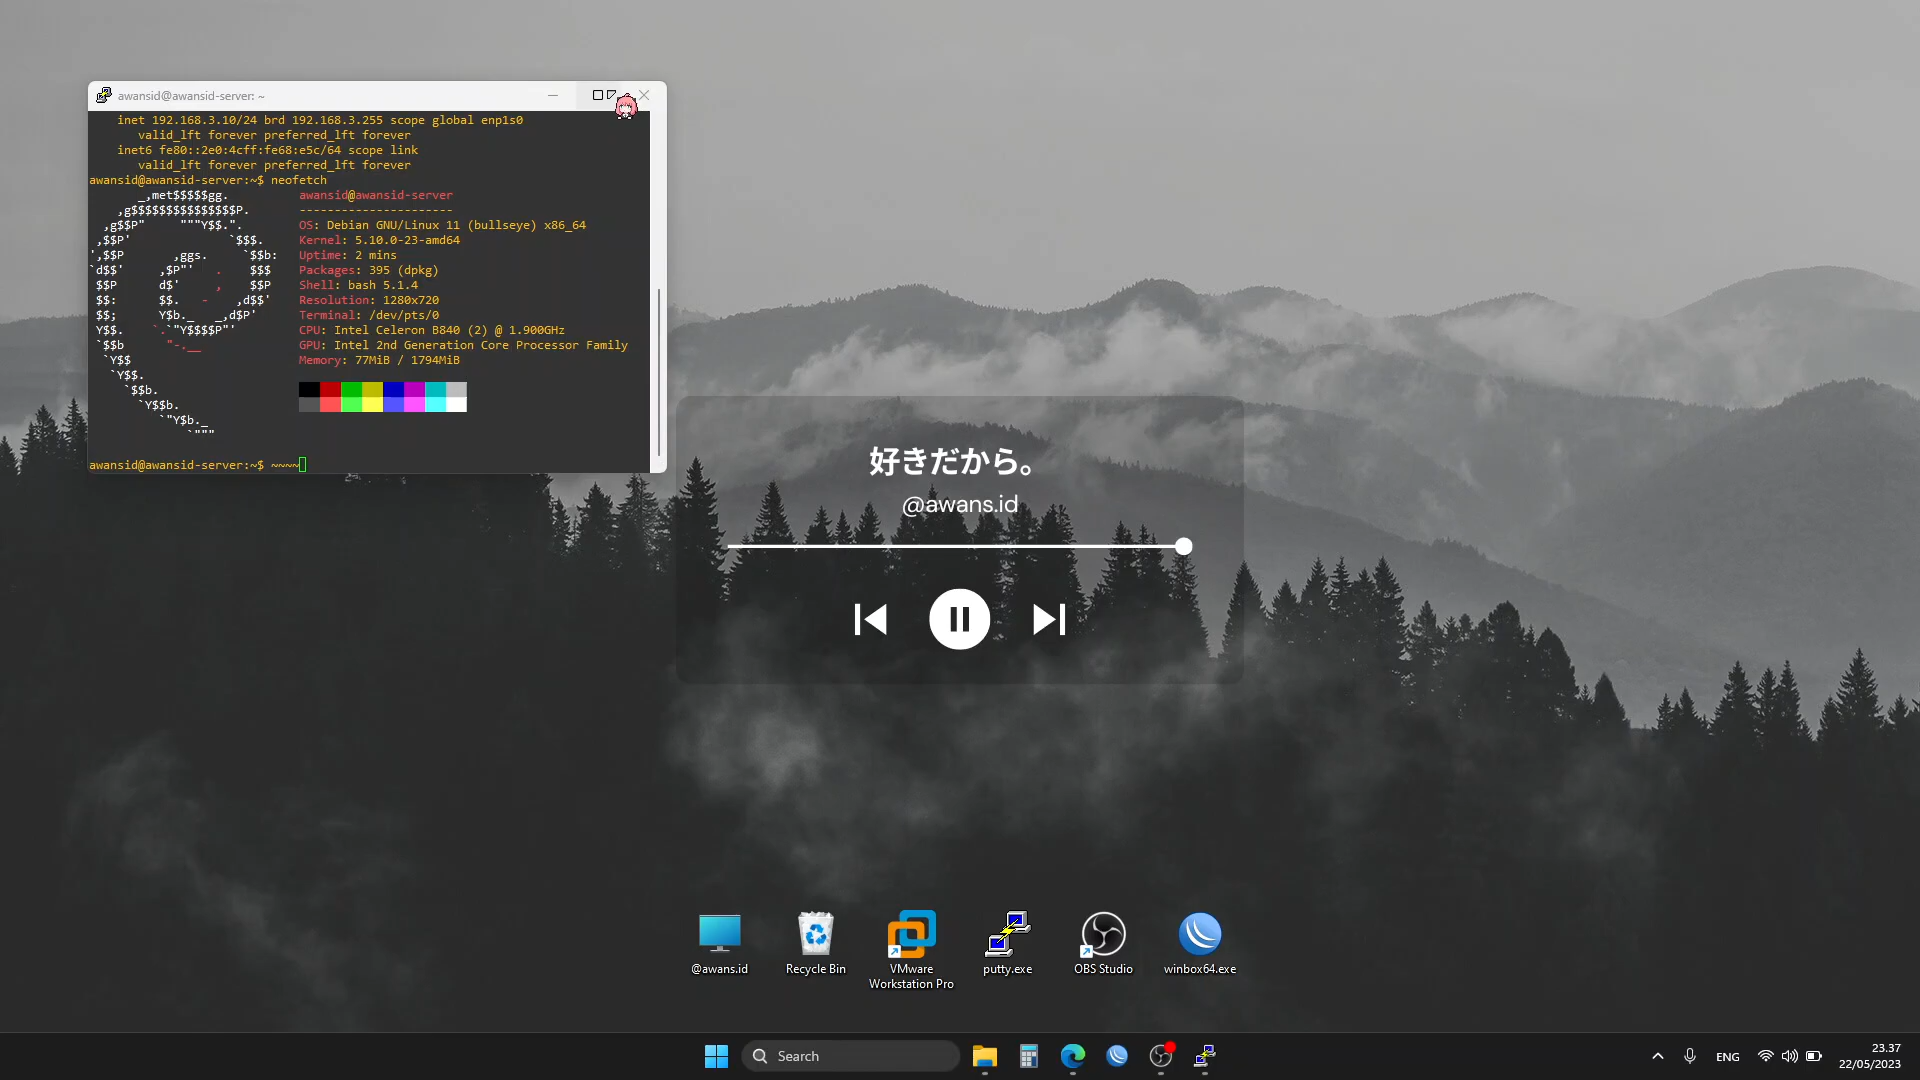 awansid@awansid-server: ~
inet 192.168.3.10/24 brd 192.168.3.255 scope global enp1s0
valid_lft forever preferred_lft forever
inet6 fe80::2e0:4cff:fe68:e5c/64 scope link
valid_lft forever preferred_lft forever
awansid@awansid-server:~$ neofetch
awansid@awansid-server
----------------------
OS: Debian GNU/Linux 11 (bullseye) x86_64
Kernel: 5.10.0-23-amd64
Uptime: 2 mins
Packages: 395 (dpkg)
Shell: bash 5.1.4
Resolution: 1280x720
Terminal: /dev/pts/0
CPU: Intel Celeron B840 (2) @ 1.900GHz
GPU: Intel 2nd Generation Core Processor Family
Memory: 77MiB / 1794MiB
awansid@awansid-server:~$ ~~~~
好きだから。
@awans.id
@awans.id
Recycle Bin
VMware
Workstation Pro
putty.exe
OBS Studio
winbox64.exe
Search
ENG
23.37
22/05/2023